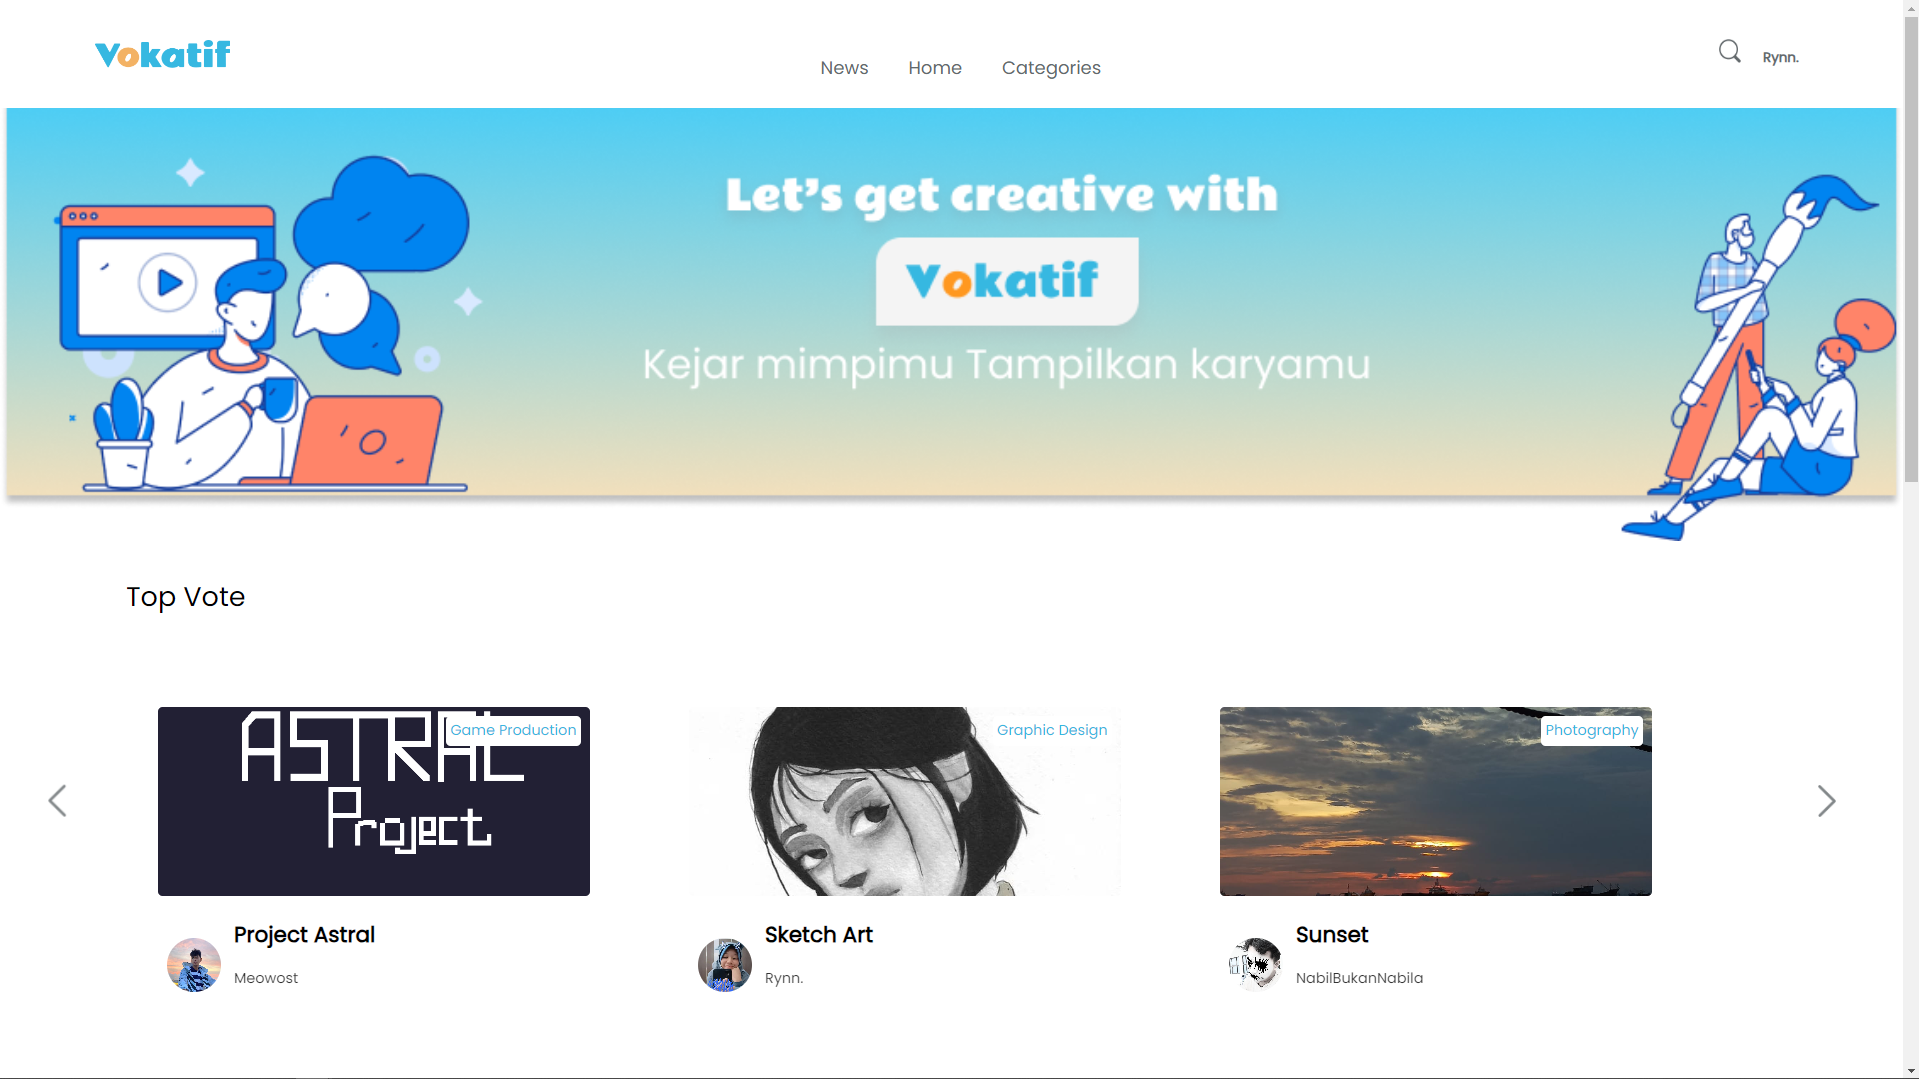 Vokatif
News Home Categories
Rynn.
Let's get creative with
Vokatif
Kejar mimpimu Tampilkan karyamu
Top Vote
ASTRAL
Project
Game Production
Graphic Design
Photography
Project Astral
Meowost
Sketch Art
Rynn.
Sunset
NabilBukanNabila